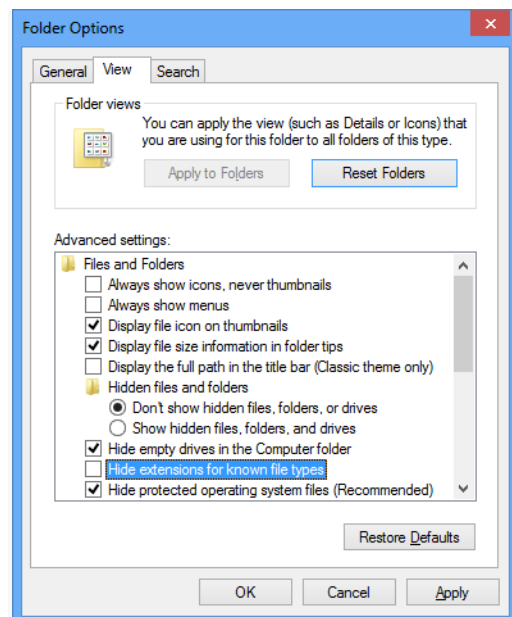 Folder Options
General View Search
Folder views
You can apply the view (such as Details or Icons) that
you are using for this folder to all folders of this type.
Apply to Folders Reset Folders
Advanced settings:
Files and Folders
Always show icons, never thumbnails
Always show menus
Display file icon on thumbnails
Display file size information in folder tips
Display the full path in the title bar (Classic theme only)
Hidden files and folders
Don't show hidden files, folders, or drives
Show hidden files, folders, and drives
Hide empty drives in the Computer folder
Hide extensions for known file types
Hide protected operating system files (Recommended)
Restore Defaults
OK Cancel Apply